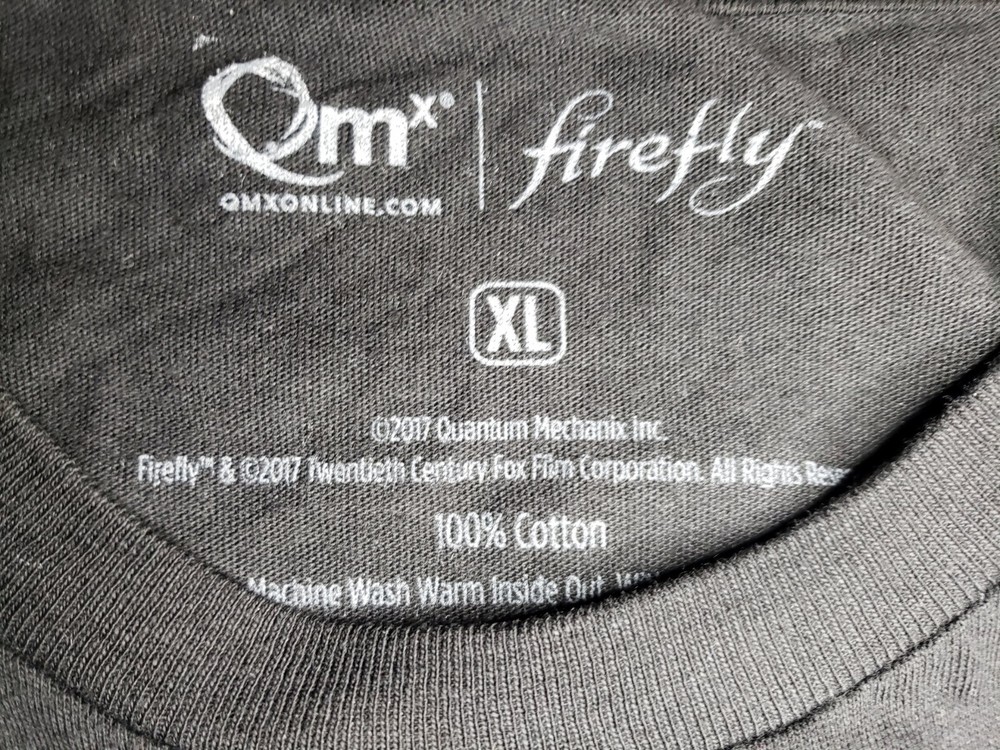 Qmx® | firefly™
QMXONLINE.COM
XL
©2017 Quantum Mechanix Inc.
Firefly™ & ©2017 Twentieth Century Fox Film Corporation. All Rights
100% Cotton
Machine Wash Warm Inside Out